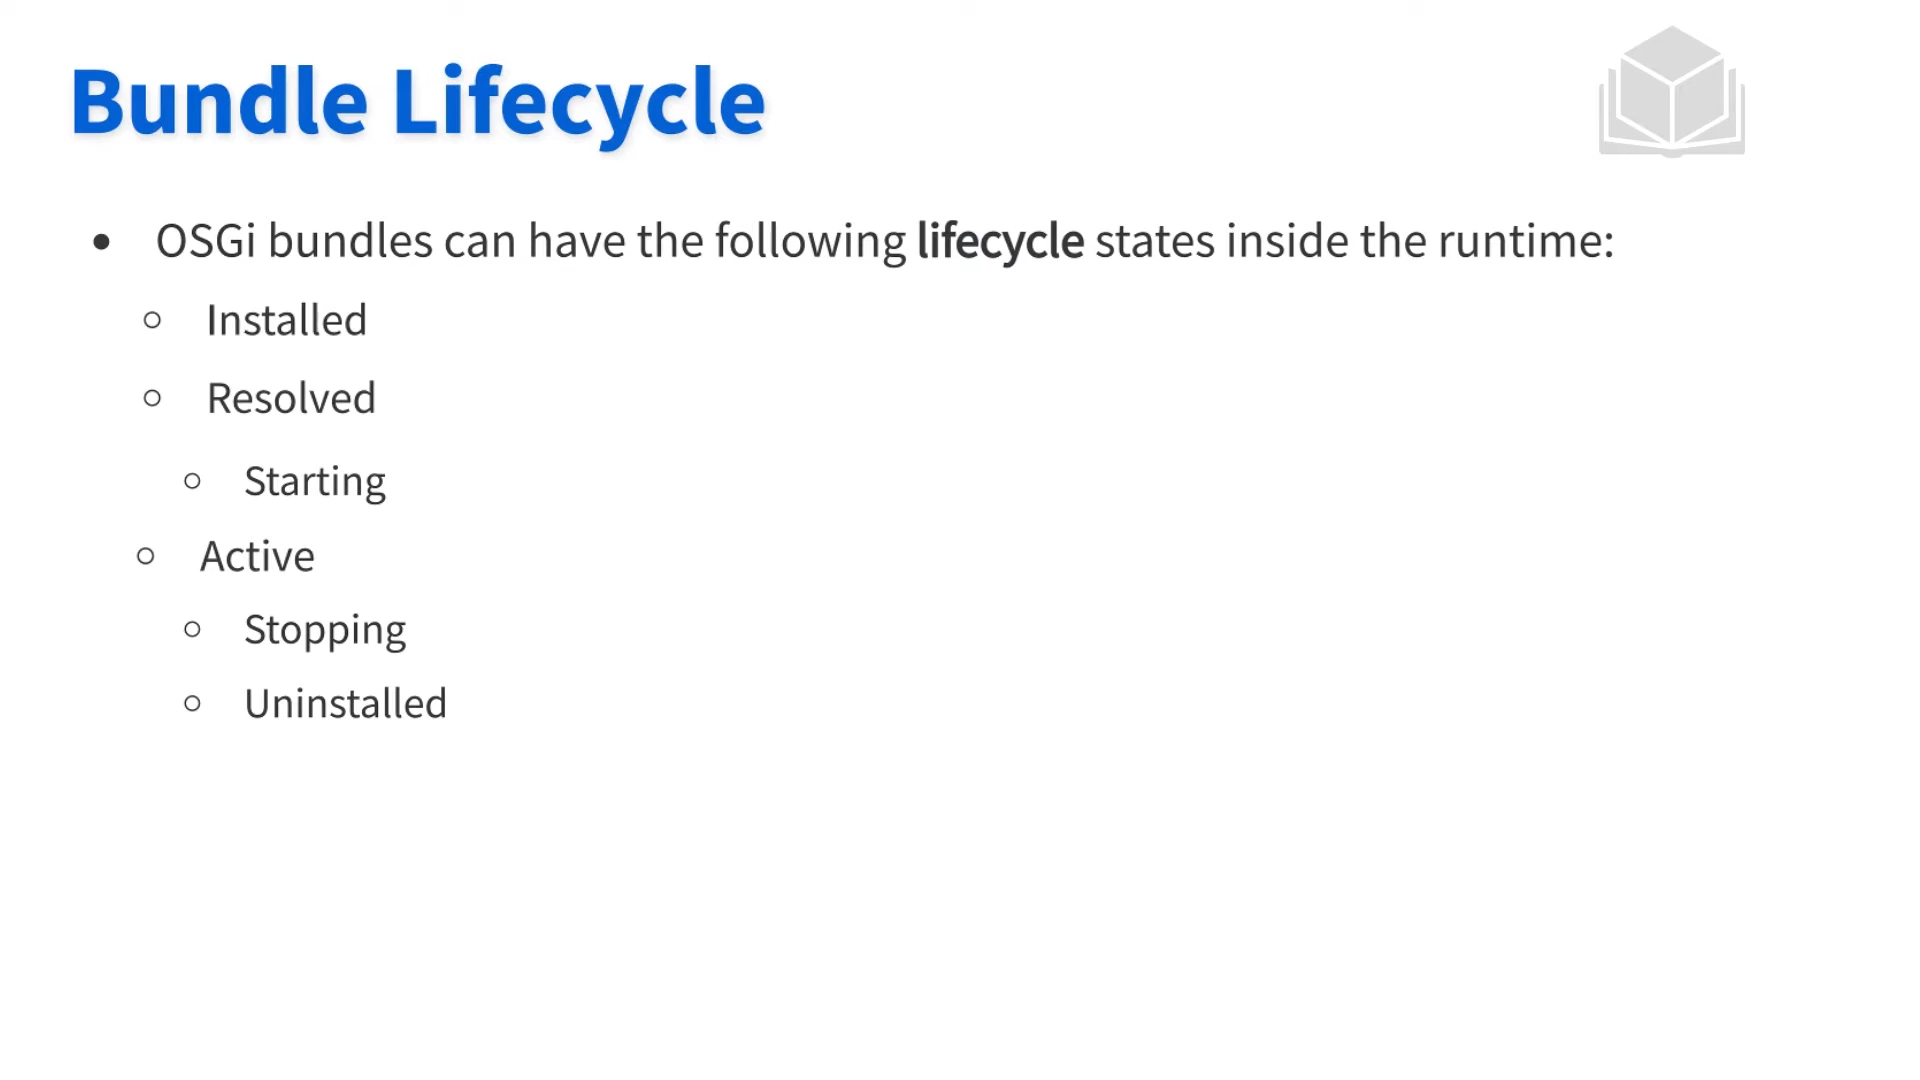 Bundle Lifecycle
● OSGi bundles can have the following lifecycle states inside the runtime:
○ Installed
○ Resolved
○ Starting
○ Active
○ Stopping
○ Uninstalled